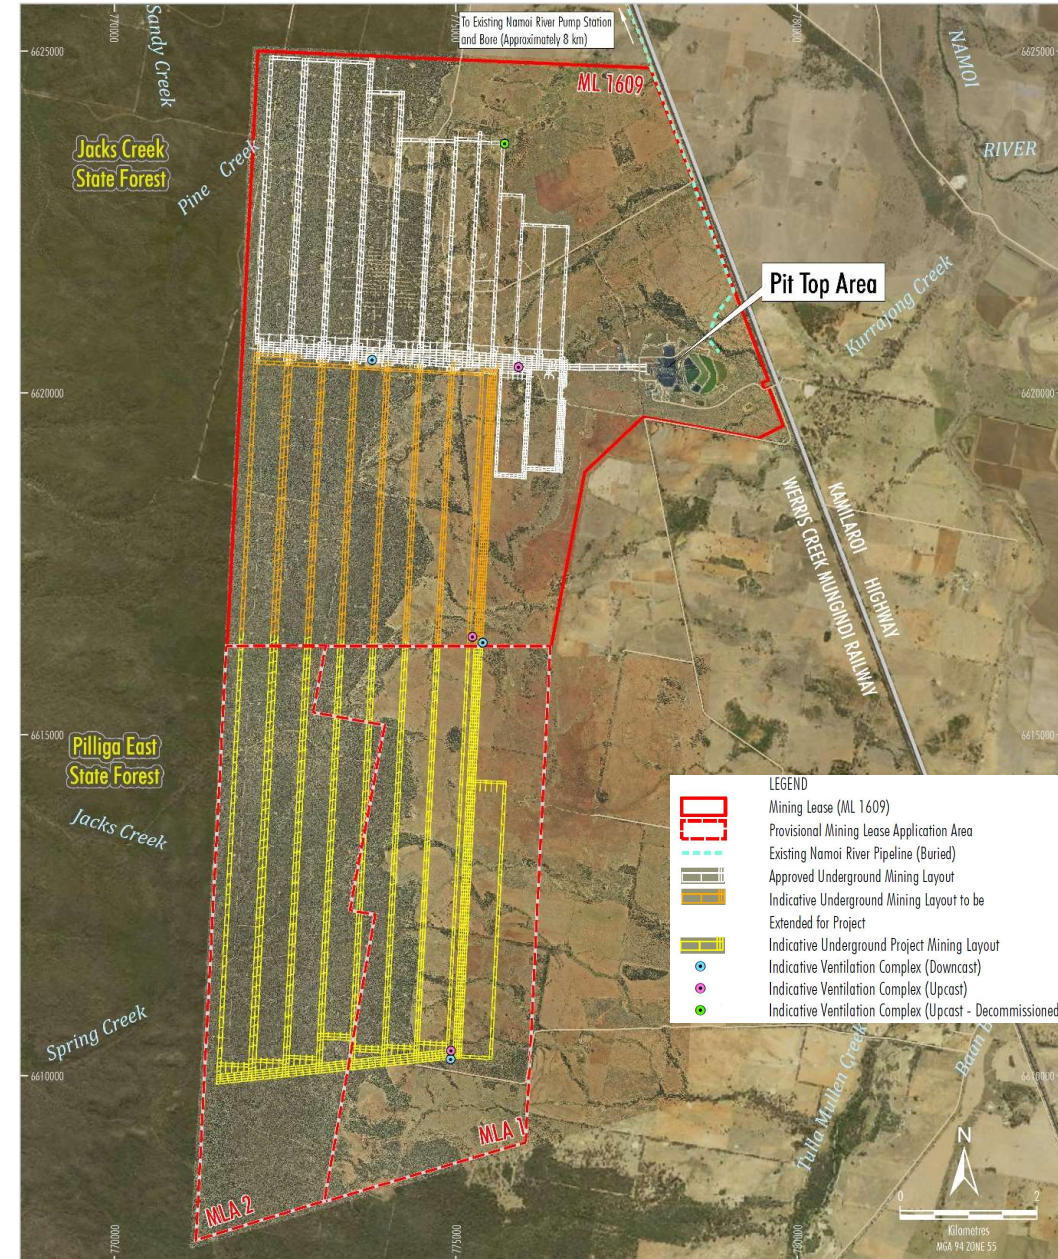 770000
775000
780000
Sandy Creek
To Existing Namoi River Pump Station
and Bore (Approximately 8 km)
6625000
6625000
NAMOI
RIVER
ML 1609
Jacks Creek
State Forest
Pine Creek
Pit Top Area
Kurrajong Creek
6620000
6620000
KAMILAROI HIGHWAY
WERRIS CREEK MUNGINDI RAILWAY
6615000
6615000
Pilliga East
State Forest
Jacks Creek
LEGEND
Mining Lease (ML 1609)
Provisional Mining Lease Application Area
Existing Namoi River Pipeline (Buried)
Approved Underground Mining Layout
Indicative Underground Mining Layout to be
Extended for Project
Indicative Underground Project Mining Layout
Indicative Ventilation Complex (Downcast)
Indicative Ventilation Complex (Upcast)
Indicative Ventilation Complex (Upcast - Decommissioned
Spring Creek
Tulla Mullen Creek
Baan
6610000
6610000
MLA 1
MLA 2
N
0 2
Kilometres
MGA 94 ZONE 55
770000
775000
780000